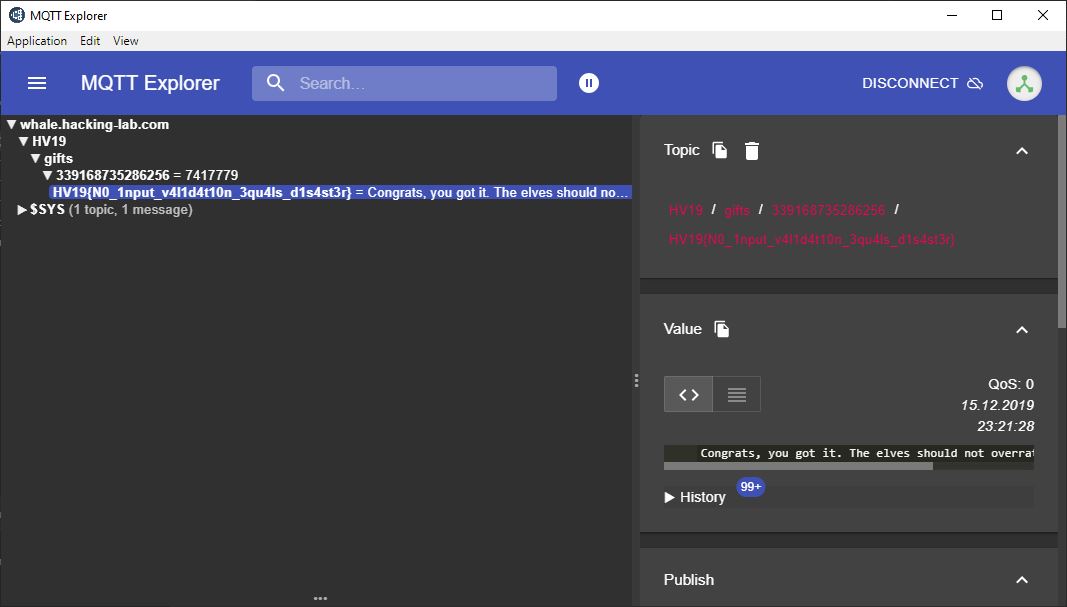 MQTT Explorer
Application Edit View
MQTT Explorer Search... DISCONNECT
whale.hacking-lab.com
HV19
gifts
339168735286256 = 7417779
HV19{N0_1nput_v4l1d4t10n_3qu4ls_d1s4st3r} = Congrats, you got it. The elves should no...
$SYS (1 topic, 1 message)
Topic
HV19 / gifts / 339168735286256 /
HV19{N0_1nput_v4l1d4t10n_3qu4ls_d1s4st3r}
Value
QoS: 0
15.12.2019
23:21:28
Congrats, you got it. The elves should not overrat
History 99+
Publish